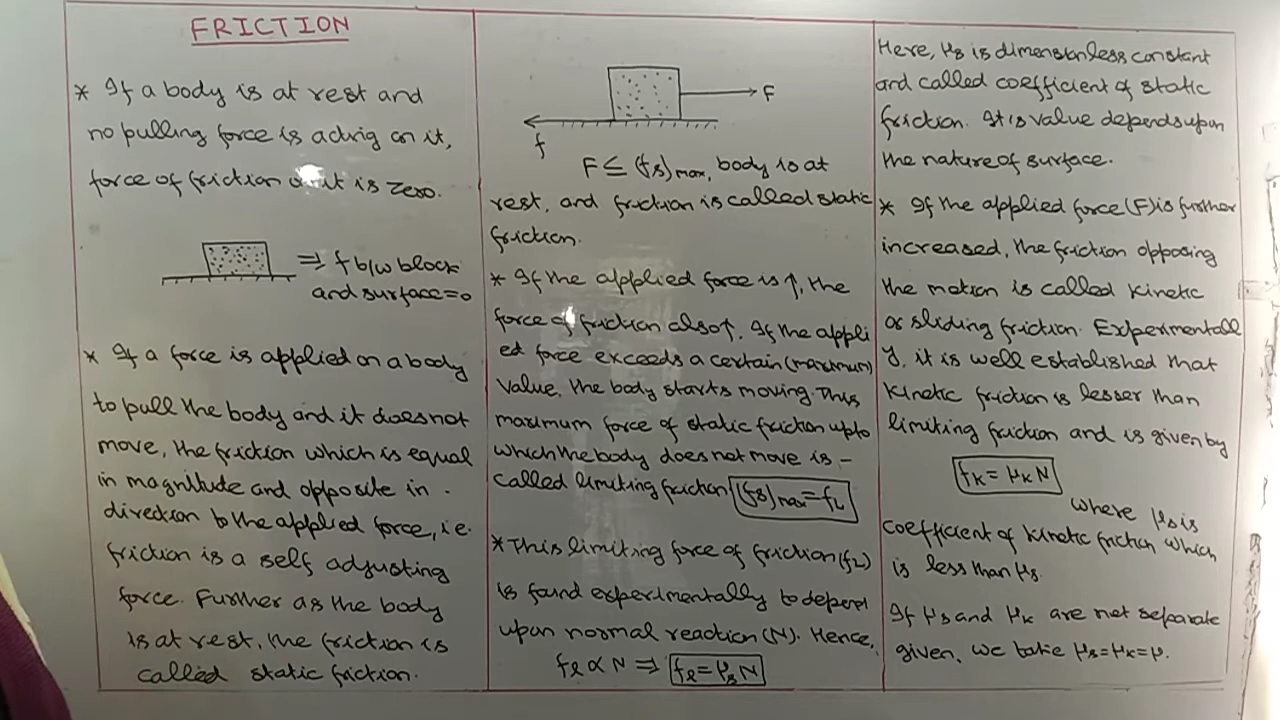 FRICTION
* If a body is at rest and
no pulling force is acting on it,
force of friction on it is zero.
⇒ f b/w block
and surface=0
* If a force is applied on a body
to pull the body and it does not
move, the friction which is equal
in magnitude and opposite in
direction to the applied force, i.e.
friction is a self adjusting
force. Further as the body
is at rest, the friction is
called static friction.
F
f
F ≤ (fs)max, body is at
rest, and friction is called static
friction.
* If the applied force is ↑, the
force of friction also ↑. If the appli
ed force exceeds a certain (maximum)
value, the body starts moving. This
maximum force of static friction upto
which the body does not move is –
called limiting friction (fs)max = fL
* This limiting force of friction (fL)
is found experimentally to depend
upon normal reaction (N). Hence,
fl ∝ N ⇒ fl = μs N
Here, μs is dimensionless constant
and called coefficient of static
friction. It is value depends upon
the nature of surface.
* If the applied force (F) is further
increased, the friction opposing
the motion is called kinetic
or sliding friction. Experimentall
y, it is well established that
kinetic friction is lesser than
limiting friction and is given by
fk = μk N
where μs is
coefficient of kinetic friction which
is less than μs.
If μs and μk are not separate
given, we take μs = μk = μ.